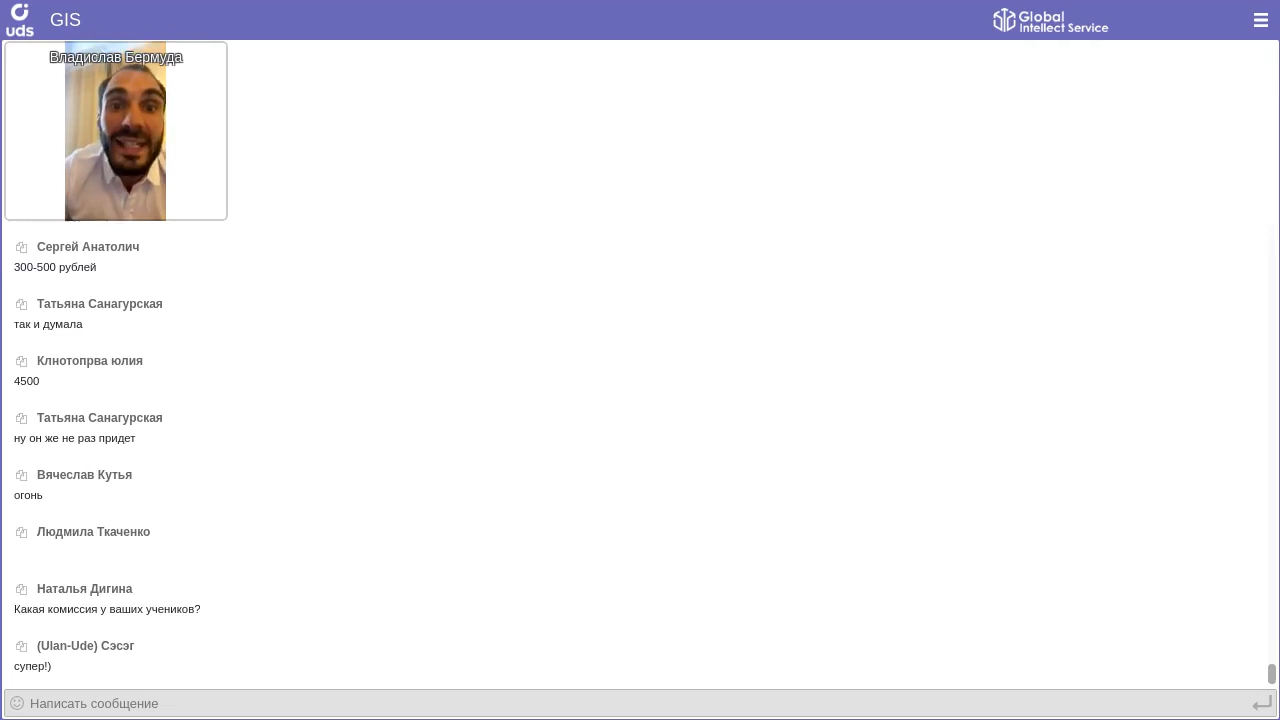 uds
GIS
Global
Intellect Service
Владислав Бермуда
Сергей Анатолич
300-500 рублей
Татьяна Санагурская
так и думала
Клнотопрва юлия
4500
Татьяна Санагурская
ну он же не раз придет
Вячеслав Кутья
огонь
Людмила Ткаченко
Наталья Дигина
Какая комиссия у ваших учеников?
(Ulan-Ude) Сэсэг
супер!)
Написать сообщение